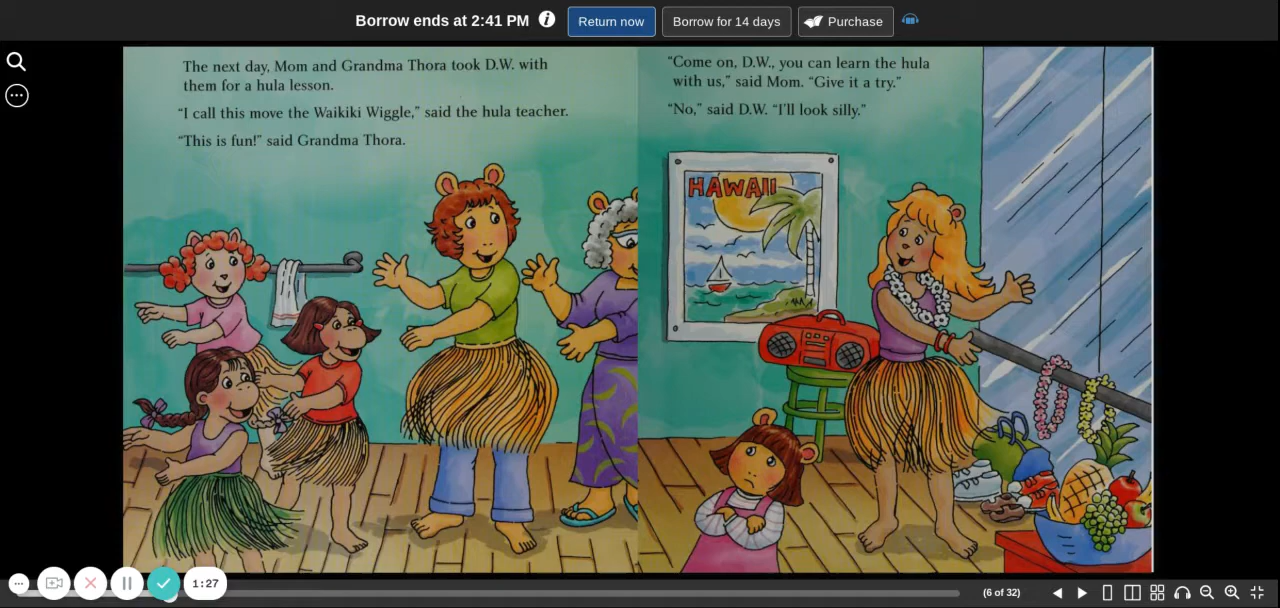 Borrow ends at 2:41 PM i Return now Borrow for 14 days Purchase
The next day, Mom and Grandma Thora took D.W. with
them for a hula lesson.
“I call this move the Waikiki Wiggle,” said the hula teacher.
“This is fun!” said Grandma Thora.
“Come on, D.W., you can learn the hula
with us,” said Mom. “Give it a try.”
“No,” said D.W. “I’ll look silly.”
HAWAII
1:27
(6 of 32)